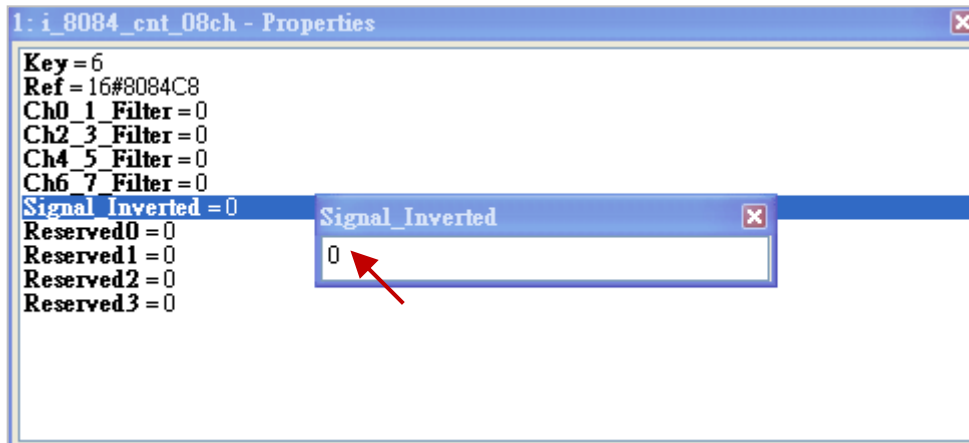 1: i_8084_cnt_08ch - Properties
Key = 6
Ref = 16#8084C8
Ch0_1_Filter = 0
Ch2_3_Filter = 0
Ch4_5_Filter = 0
Ch6_7_Filter = 0
Signal_Inverted = 0
Reserved0 = 0
Reserved1 = 0
Reserved2 = 0
Reserved3 = 0
Signal_Inverted
0